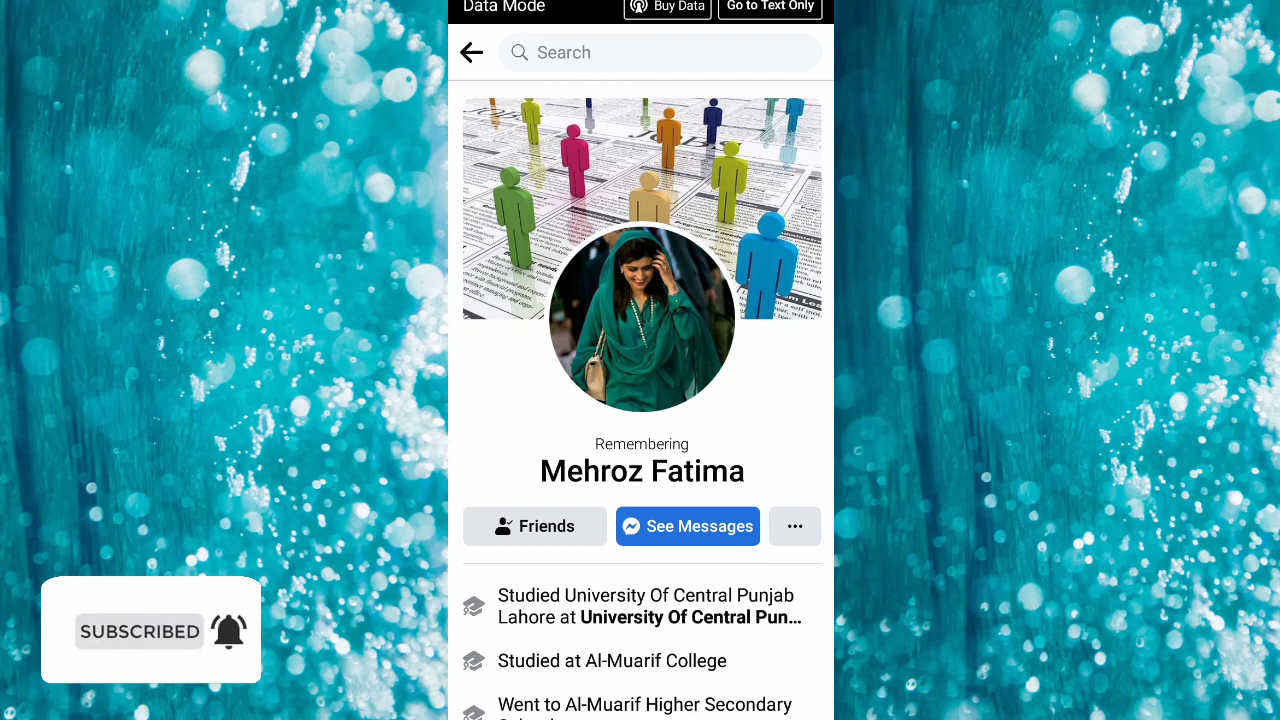 Data Mode
Buy Data
Go to Text Only
Search
Remembering
Mehroz Fatima
Friends
See Messages
Studied University Of Central Punjab
Lahore at University Of Central Pun...
Studied at Al-Muarif College
Went to Al-Muarif Higher Secondary
SUBSCRIBED